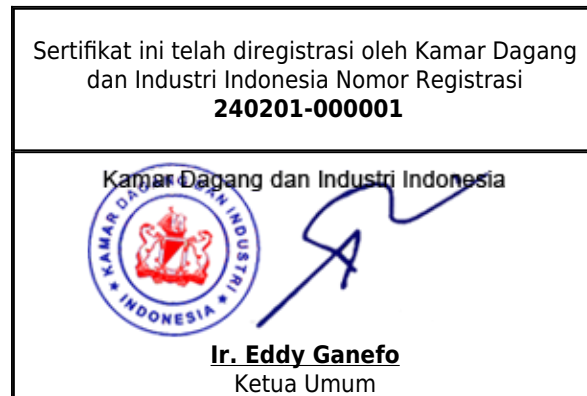 Sertifikat ini telah diregistrasi oleh Kamar Dagang
dan Industri Indonesia Nomor Registrasi
240201-000001
Kamar Dagang dan Industri Indonesia
KAMAR DAGANG DAN INDUSTRI
* INDONESIA *
Ir. Eddy Ganefo
Ketua Umum